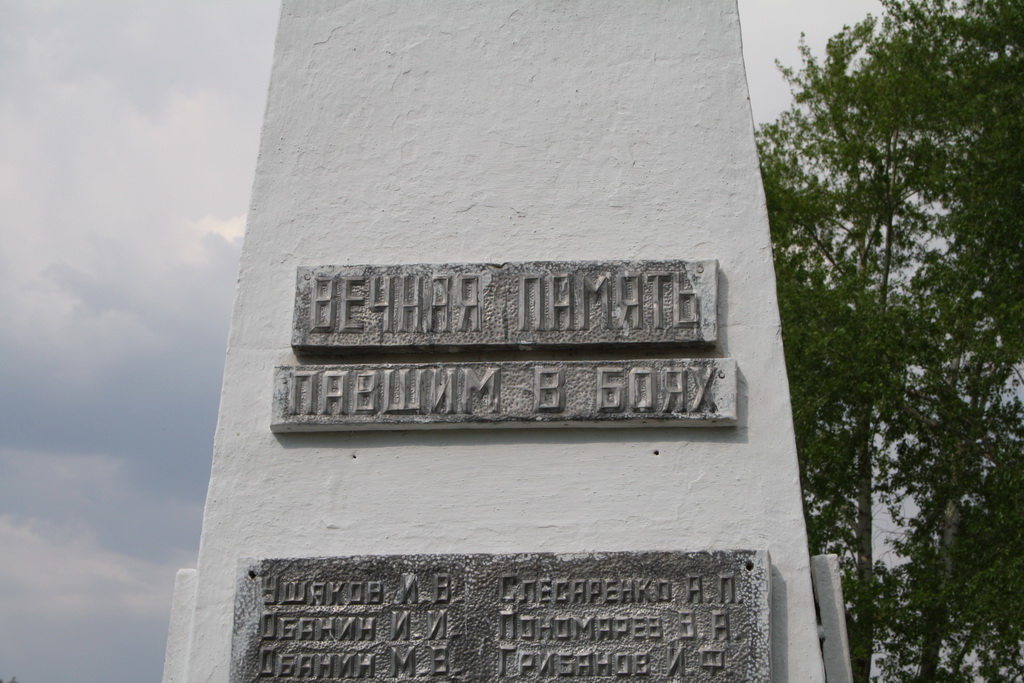 ВЕЧНАЯ ПАМЯТЬ
ПАВШИМ В БОЯХ
УШАКОВ И. В. СЛЕСАРЕНКО А. П.
ОБАНИН И. И. ПОНОМАРЕВ В. А.
ОБАНИН М. В. ГРИБАНОВ И. Ф.